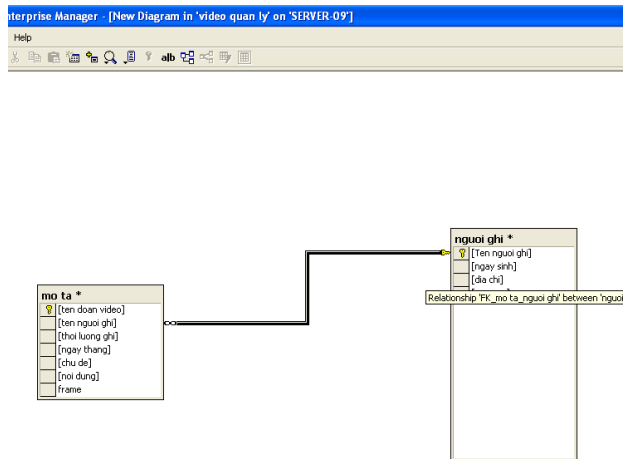 nterprise Manager - [New Diagram in 'video quan ly' on 'SERVER-09']
Help
a|b
nguoi ghi *
[Ten nguoi ghi]
[ngay sinh]
[dia chi]
Relationship 'FK_mo ta_nguoi ghi' between 'nguoi
mo ta *
[ten doan video]
[ten nguoi ghi]
[thoi luong ghi]
[ngay thang]
[chu de]
[noi dung]
frame